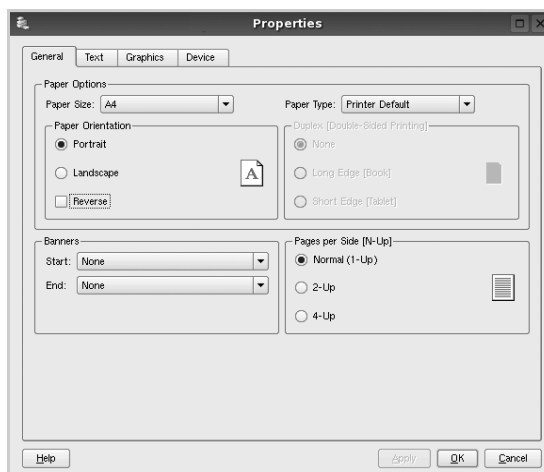 Properties
General Text Graphics Device
Paper Options
Paper Size: A4 Paper Type: Printer Default
Paper Orientation
Portrait
Landscape
Reverse
A
Duplex [Double-Sided Printing]
None
Long Edge [Book]
Short Edge [Tablet]
Banners
Start: None
End: None
Pages per Side [N-Up]
Normal (1-Up)
2-Up
4-Up
Help Apply OK Cancel